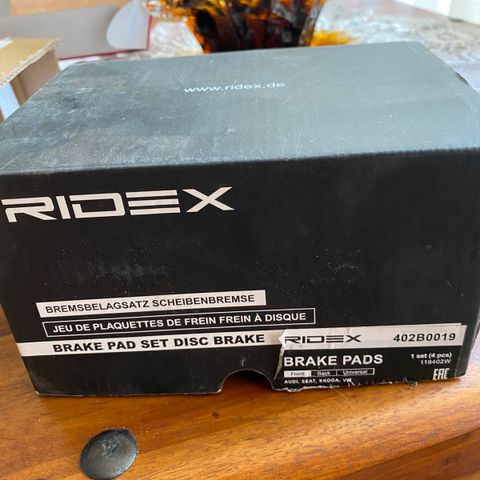 www.ridex.de
RIDEX
BREMSBELAGSATZ SCHEIBENBREMSE
JEU DE PLAQUETTES DE FREIN FREIN À DISQUE
BRAKE PAD SET DISC BRAKE
RIDEX 402B0019
BRAKE PADS 1 set (4 pcs)
119402W
Front Back Universal
AUDI, SEAT, SKODA, VW
EAC